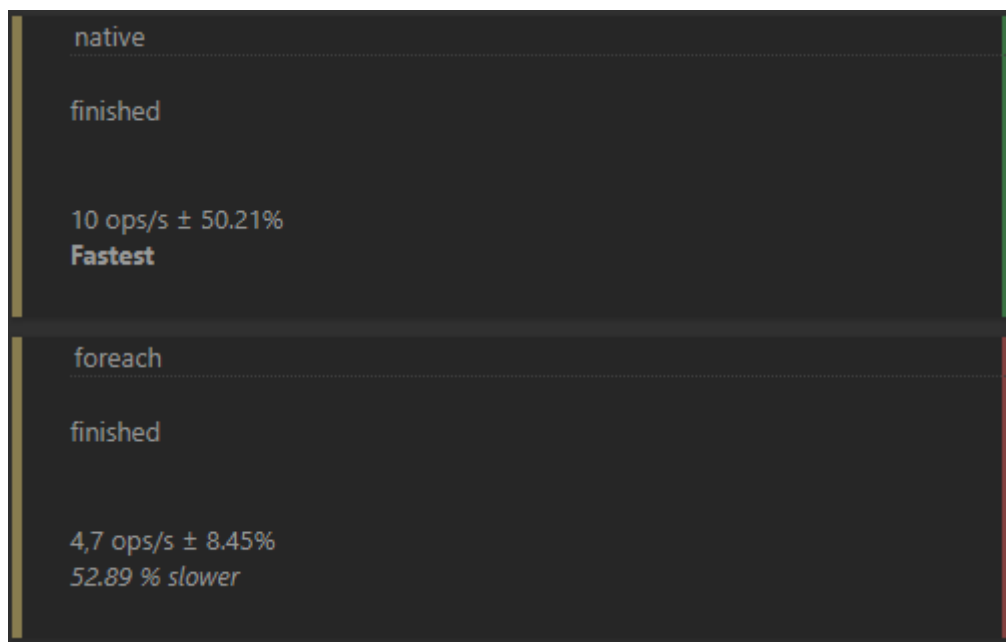 native
finished
10 ops/s ± 50.21%
Fastest
foreach
finished
4,7 ops/s ± 8.45%
52.89 % slower